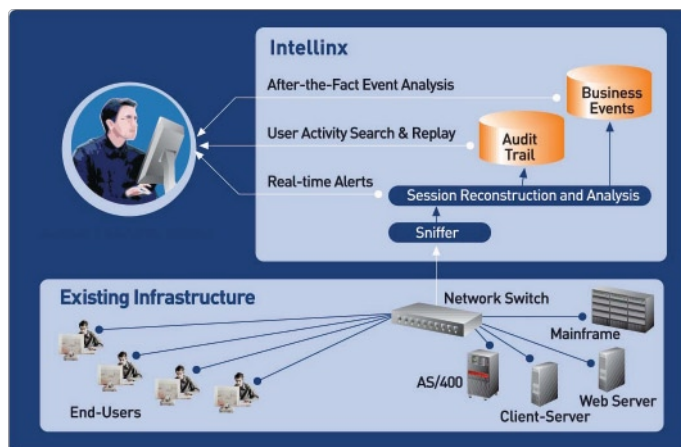 Intellinx
After-the-Fact Event Analysis
Business
Events
User Activity Search & Replay
Audit
Trail
Real-time Alerts
Session Reconstruction and Analysis
Sniffer
Existing Infrastructure
Network Switch
Mainframe
AS/400
Web Server
End-Users
Client-Server